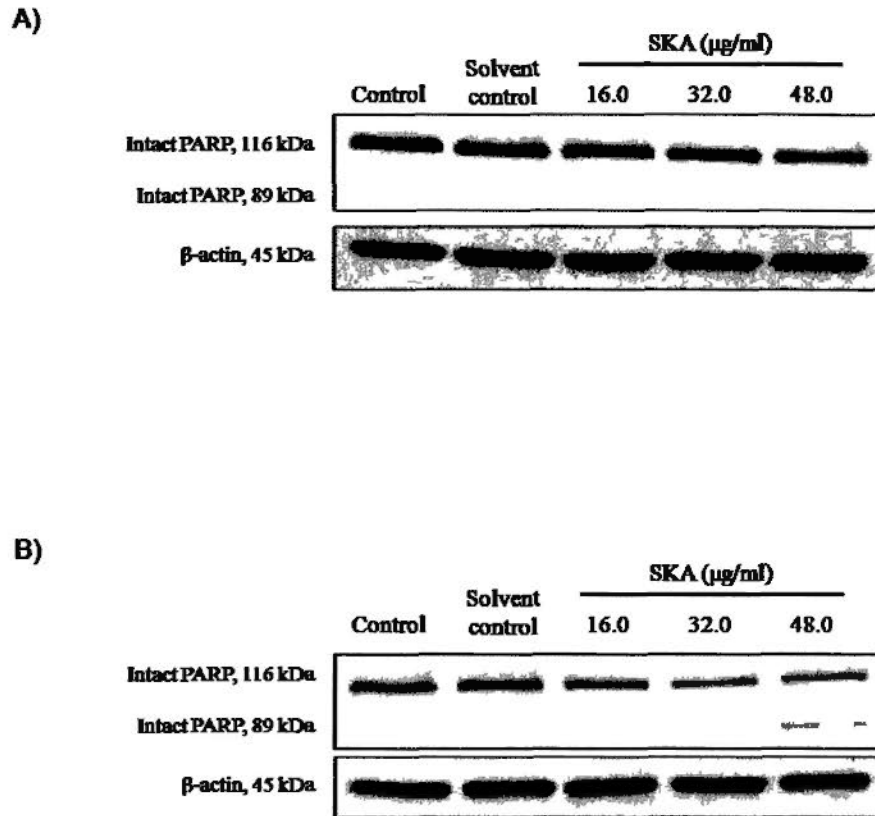 A)
SKA (µg/ml)
Control Solvent control 16.0 32.0 48.0
Intact PARP, 116 kDa
Intact PARP, 89 kDa
β-actin, 45 kDa
B)
SKA (µg/ml)
Control Solvent control 16.0 32.0 48.0
Intact PARP, 116 kDa
Intact PARP, 89 kDa
β-actin, 45 kDa